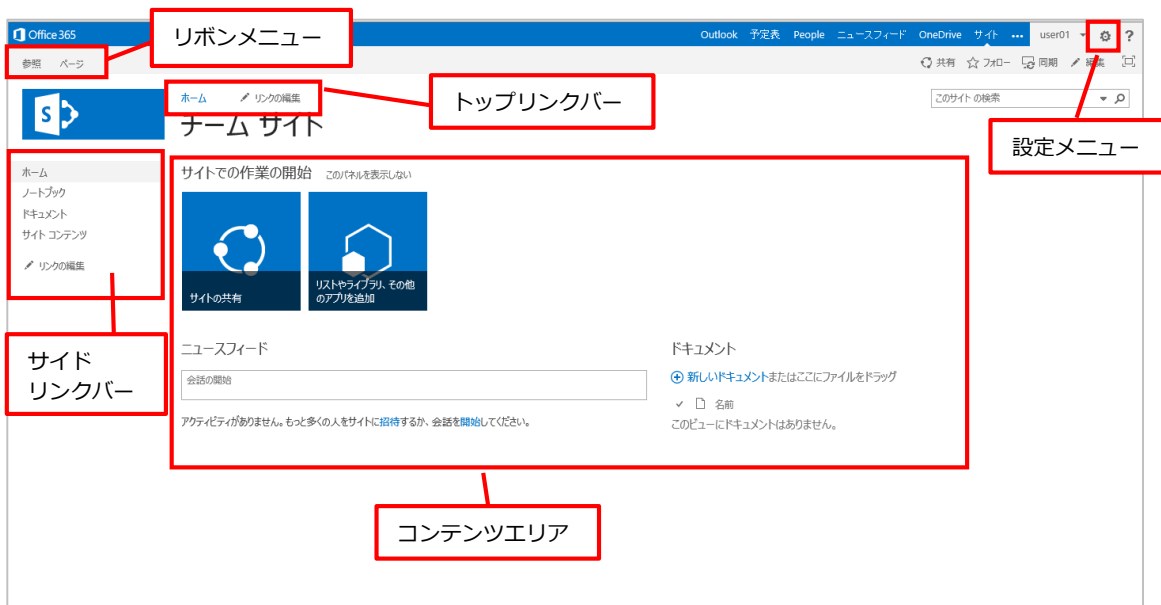 Office 365
リボンメニュー
Outlook 予定表 People ニュースフィード OneDrive サイト ••• user01 ?
参照 ページ
共有 フォロー 同期 編集
ホーム リンクの編集
トップリンクバー
このサイトの検索
S
チーム サイト
設定メニュー
ホーム
ノートブック
ドキュメント
サイト コンテンツ
リンクの編集
サイトでの作業の開始 このパネルを表示しない
サイトの共有
リストやライブラリ、その他
のアプリを追加
サイド
リンクバー
ニュースフィード
会話の開始
アクティビティがありません。もっと多くの人をサイトに招待するか、会話を開始してください。
ドキュメント
新しいドキュメントまたはここにファイルをドラッグ
名前
このビューにドキュメントはありません。
コンテンツエリア